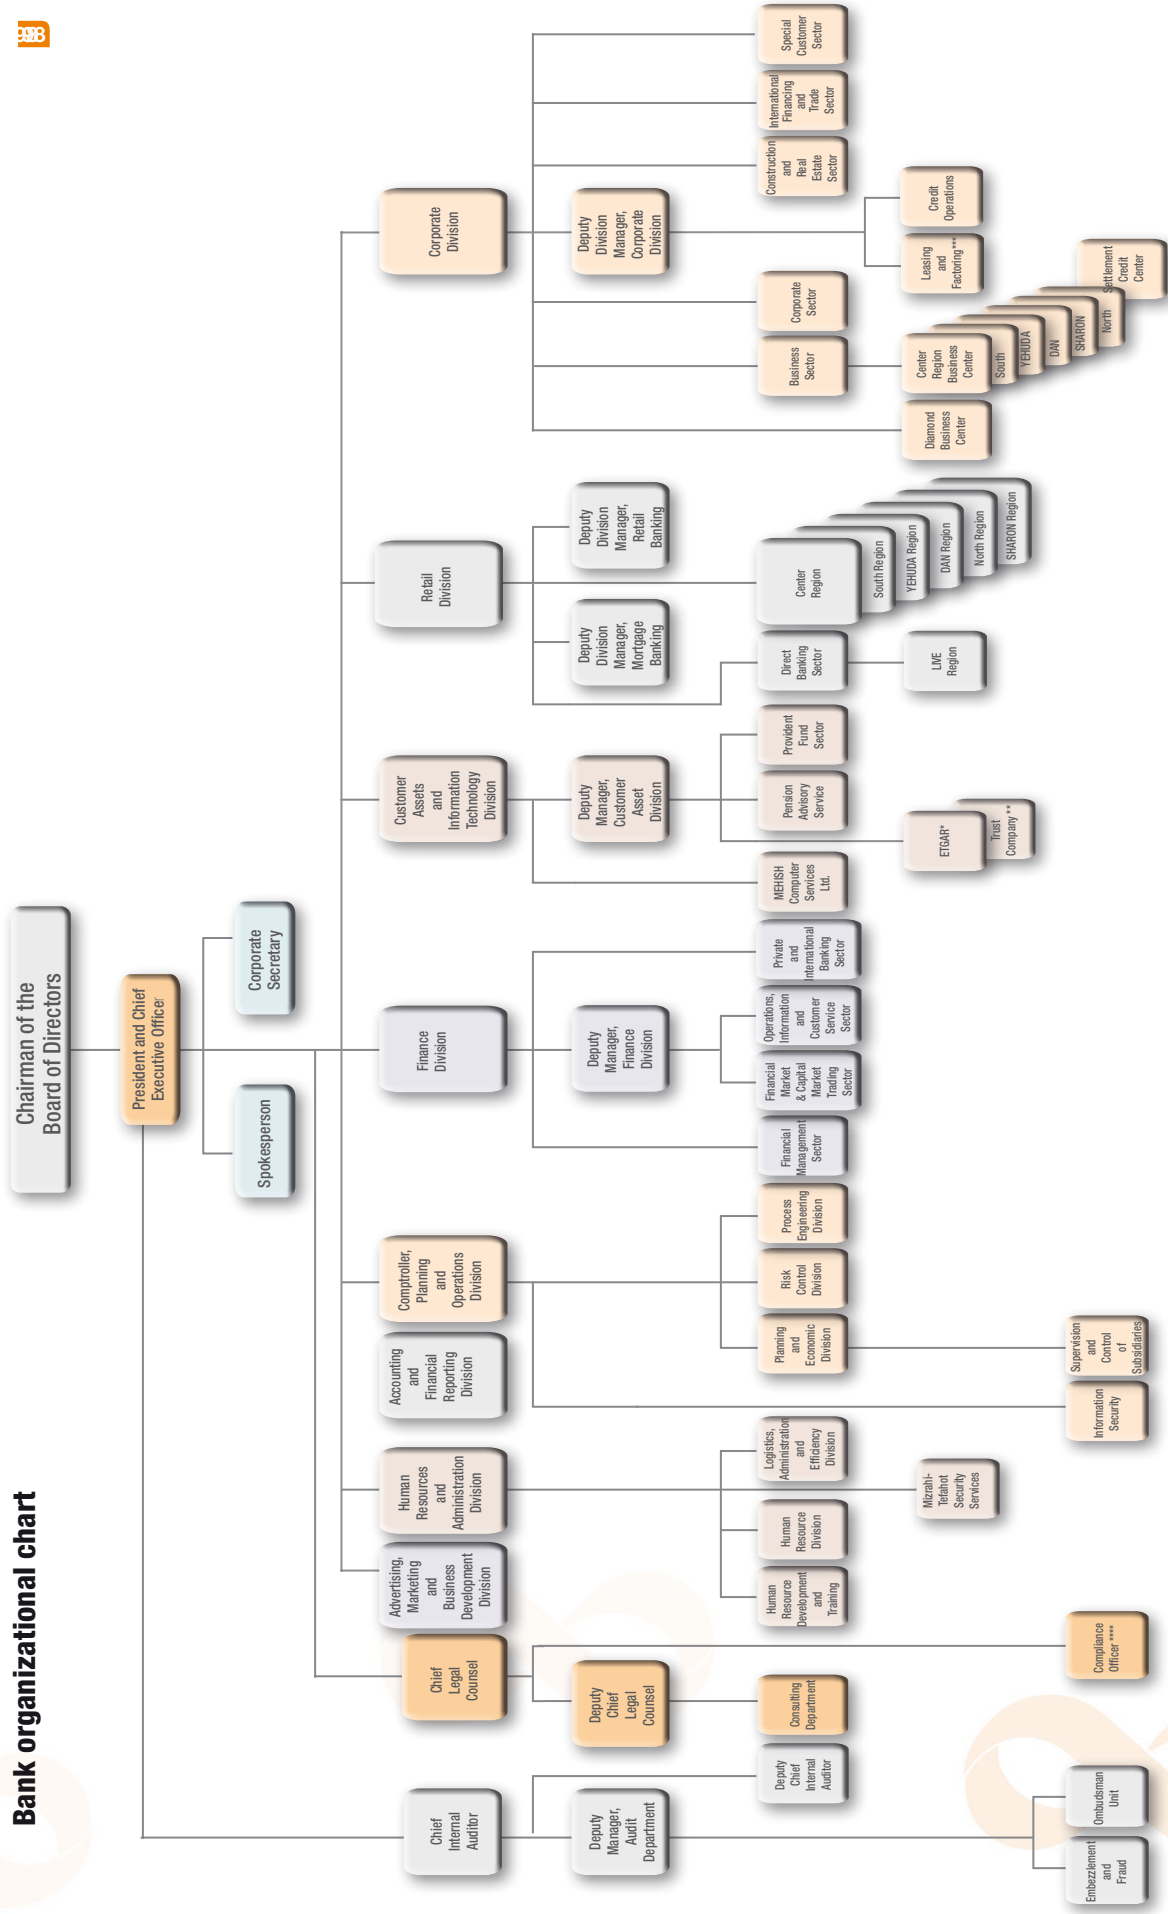 Bank organizational chart
Chairman of the
Board of Directors
President and Chief
Executive Officer
Spokesperson
Corporate
Secretary
Chief
Internal
Auditor
Chief
Legal
Counsel
Advertising,
Marketing
and
Business
Development
Division
Human
Resources
and
Administration
Division
Accounting
and
Financial
Reporting
Division
Comptroller,
Planning
and
Operations
Division
Finance
Division
Customer
Assets
and
Information
Technology
Division
Retail
Division
Corporate
Division
Deputy
Manager,
Audit
Department
Deputy
Chief
Legal
Counsel
Deputy
Manager,
Finance
Division
Deputy
Manager,
Customer
Asset
Division
Deputy
Division
Manager,
Mortgage
Banking
Deputy
Division
Manager,
Retail
Banking
Deputy
Division
Manager,
Corporate
Division
Deputy
Chief
Internal
Auditor
Consulting
Department
Human
Resource
Development
and
Training
Human
Resource
Division
Logistics,
Administration
and
Efficiency
Division
Planning
and
Economic
Division
Risk
Control
Division
Process
Engineering
Division
Financial
Management
Sector
Financial
Market
& Capital
Market
Trading
Sector
Operations,
Information
and
Customer
Service
Sector
Private
and
International
Banking
Sector
MEHISH
Computer
Services
Ltd.
Pension
Advisory
Service
Provident
Fund
Sector
Direct
Banking
Sector
Center
Region
South Region
YEHUDA Region
DAN Region
North Region
SHARON Region
Business
Sector
Corporate
Sector
Construction
and
Real
Estate
Sector
International
Financing
and
Trade
Sector
Special
Customer
Sector
Mizrahi-
Tefahot
Security
Services
ETGAR*
Trust
Company **
LIVE
Region
Diamond
Business
Center
Center
Region
Business
Center
South
YEHUDA
DAN
SHARON
North
Settlement
Credit
Center
Leasing
and
Factoring***
Credit
Operations
Embezzlement
and
Fraud
Ombudsman
Unit
Compliance
Officer ****
Information
Security
Supervision
and
Control
of
Subsidiaries